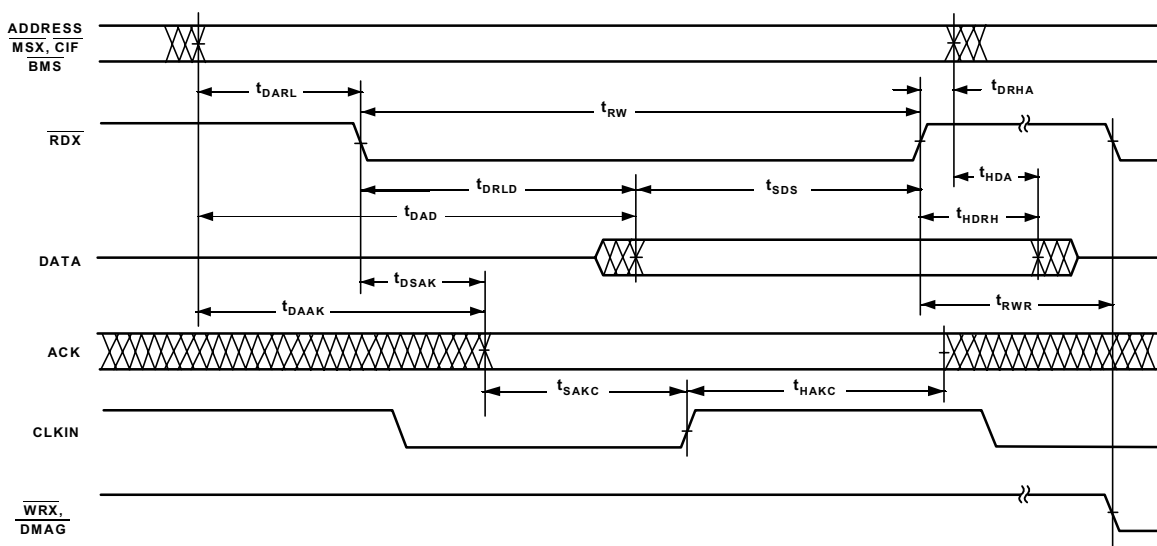 ADDRESS
MSX, CIF
BMS
tDARL
tDRHA
tRW
RDX
tHDA
tDRLD
tSDS
tDAD
tHDRH
DATA
tDSAK
tDAAK
tRWR
ACK
tSAKC
tHAKC
CLKIN
WRX,
DMAG